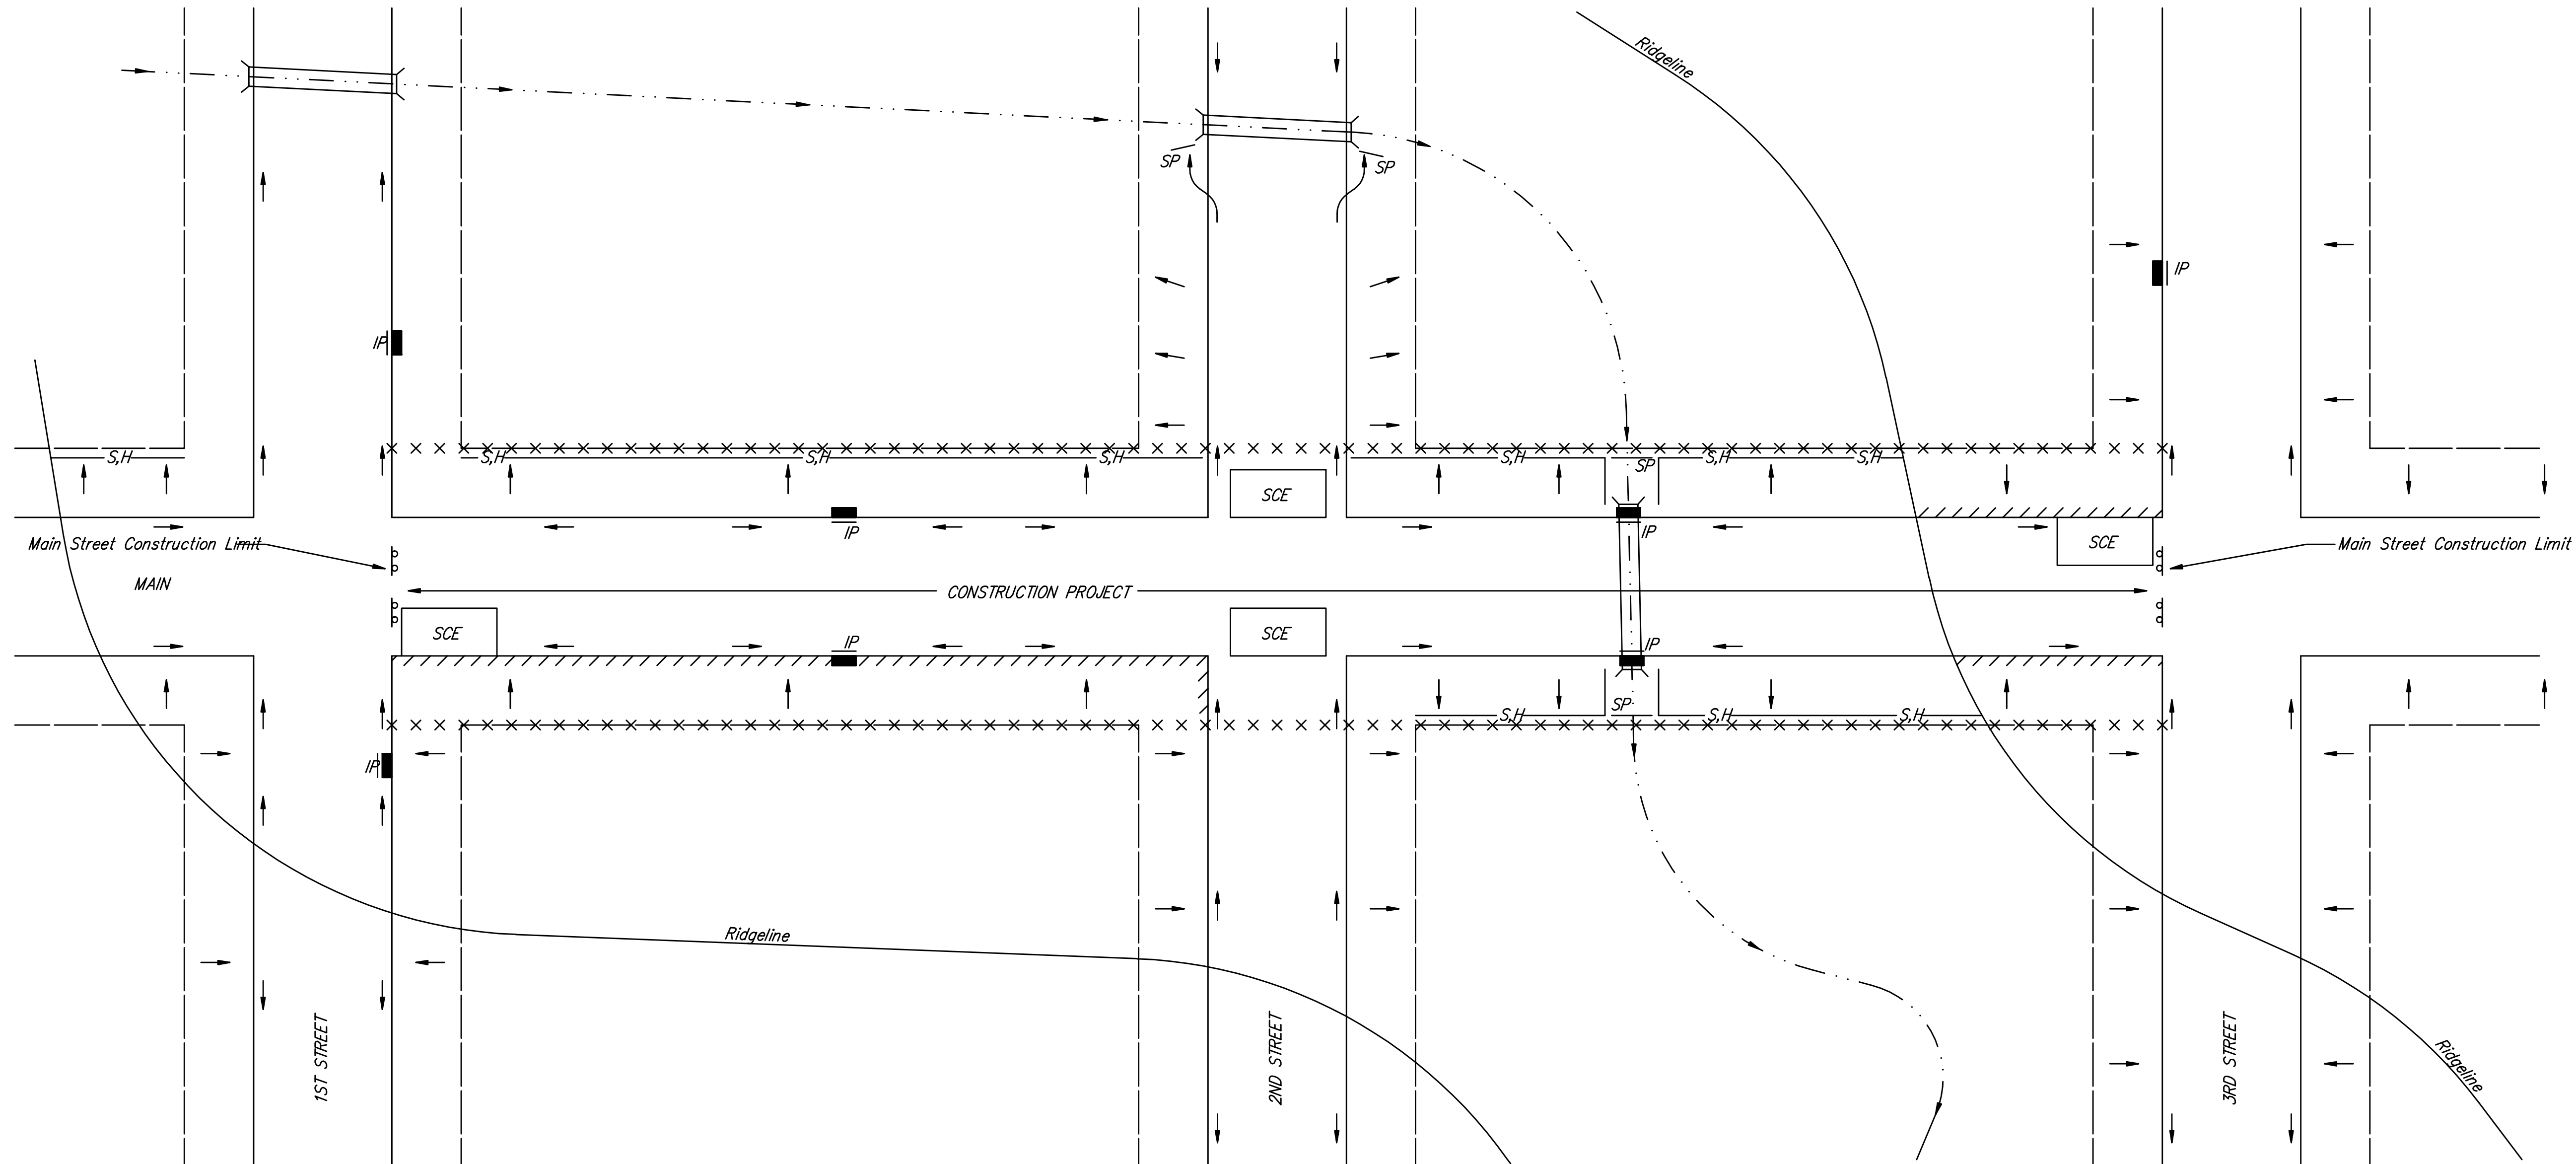 Ridgeline
SP
SP
IP
IP
S,H
S,H
S,H
S,H
S,H
SP
S,H
S,H
SCE
Main Street Construction Limit
IP
IP
SCE
Main Street Construction Limit
MAIN
CONSTRUCTION PROJECT
SCE
SCE
IP
IP
SP
S,H
S,H
S,H
IP
Ridgeline
1ST STREET
2ND STREET
3RD STREET
Ridgeline